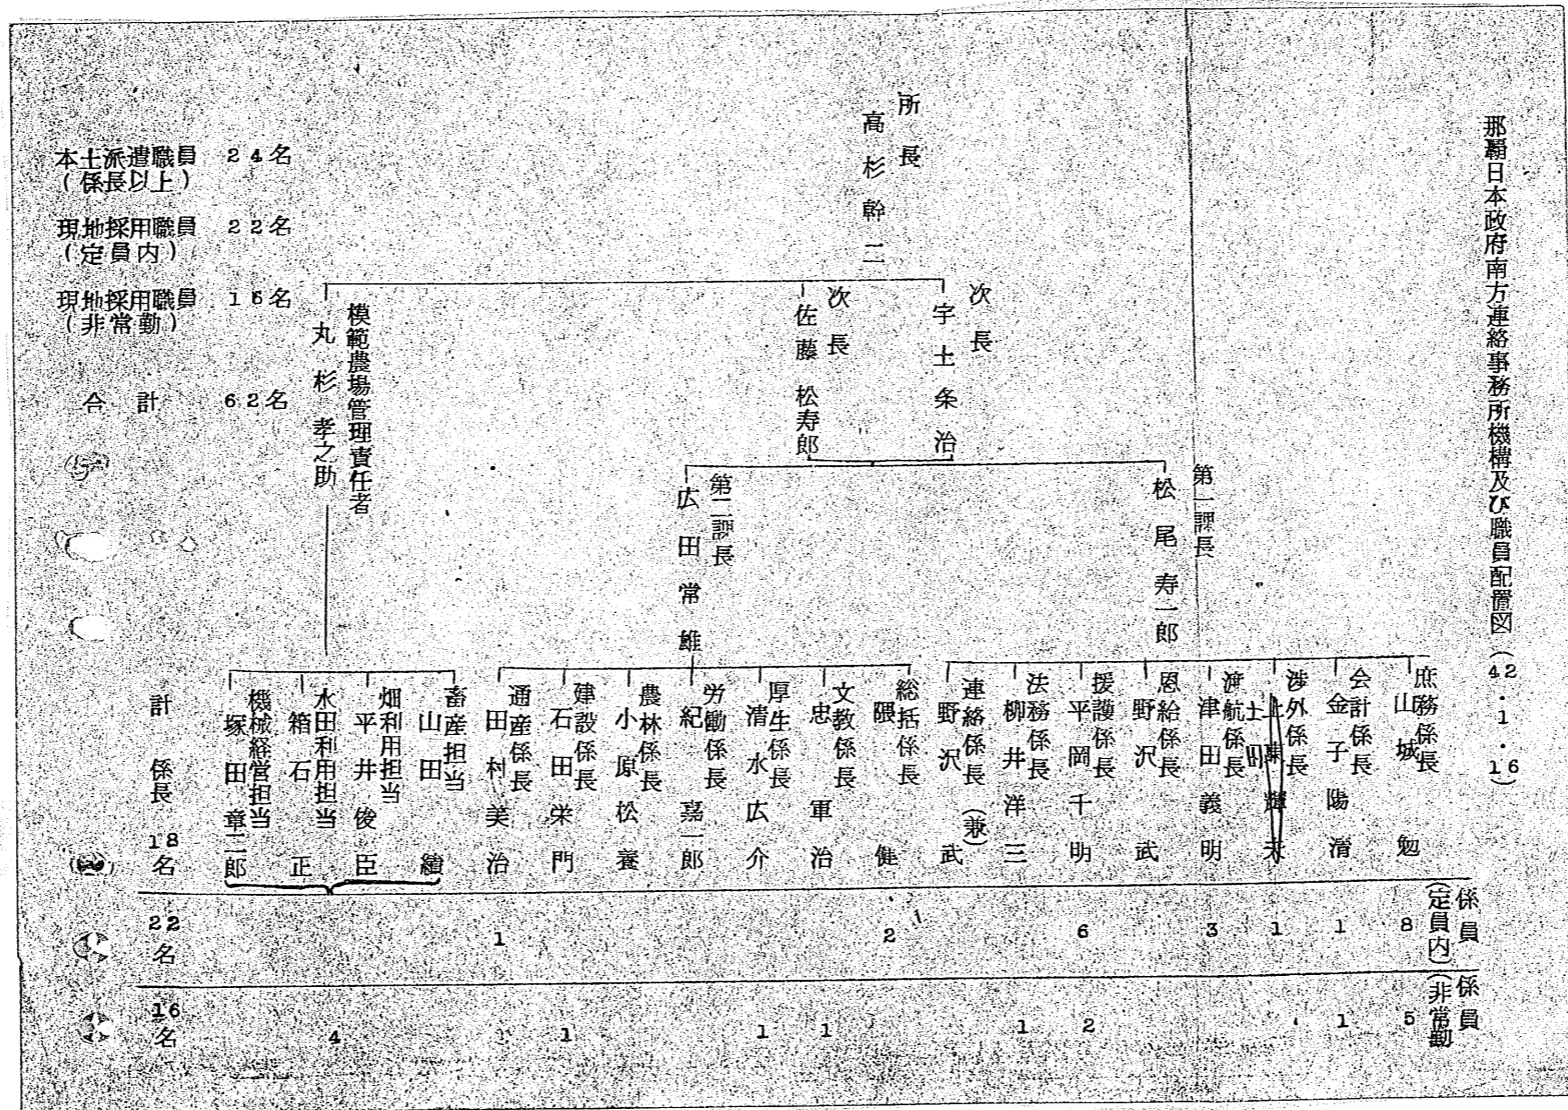 那覇日本政府南方連絡事務所機構及び職員配置図（42・1・16）
所長
高杉幹二
次長
宇土条治
次長
佐藤松寿郎
模範農場管理責任者
丸杉孝之助
第一課長
松尾寿一郎
第二課長
広田常雄
庶務係長
山城勉
会計係長
金子陽清
渉外係長
土田
渡航係長
津田義明
恩給係長
野沢武
援護係長
平岡千明
法務係長
柳井洋三
連絡係長（兼）
野沢武
総括係長
隈健
文教係長
忠軍治
厚生係長
清水広介
労働係長
紀嘉一郎
農林係長
小原松養
建設係長
石田栄門
通産係長
田村美治
畜産担当
山田
畑利用担当
平井俊臣
水田利用担当
箱石正
機械経営担当
塚田章二郎
計 係長 18名
係員（定員内）
8
1
1
3
6
2
1
22名
係員（非常勤
5
1
2
1
1
1
1
4
16名
本土派遣職員 24名
（係長以上）
現地採用職員 22名
（定員内）
現地採用職員 16名
（非常勤）
合計 62名